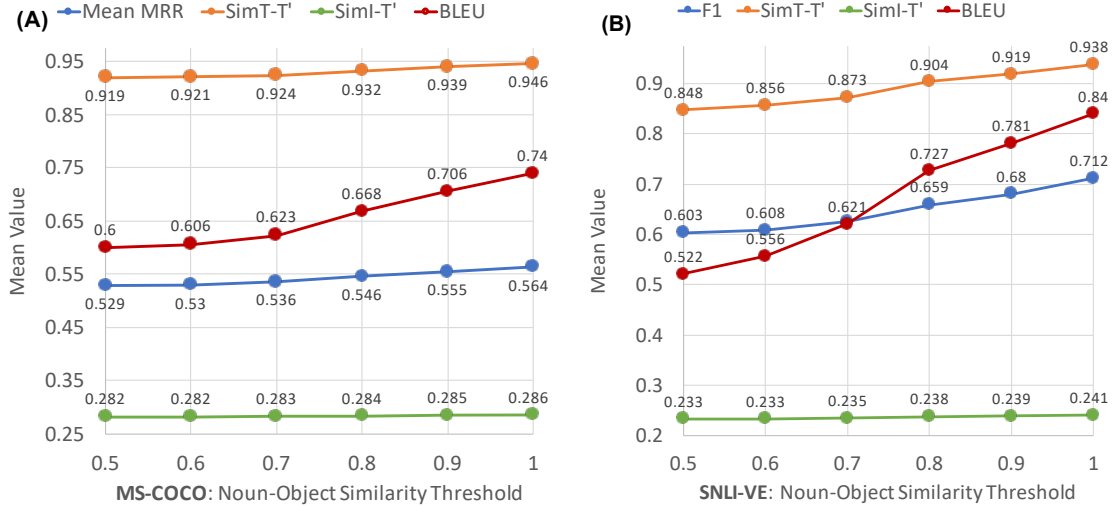 (A)
Mean MRR SimT-T' SimI-T' BLEU
0.95
0.85
0.75
0.65
0.55
0.45
0.35
0.25
Mean Value
0.919 0.921 0.924 0.932 0.939 0.946
0.6 0.606 0.623 0.668 0.706 0.74
0.529 0.53 0.536 0.546 0.555 0.564
0.282 0.282 0.283 0.284 0.285 0.286
0.5 0.6 0.7 0.8 0.9 1
MS-COCO: Noun-Object Similarity Threshold
(B)
F1 SimT-T' SimI-T' BLEU
0.9
0.8
0.7
0.6
0.5
0.4
0.3
0.2
Mean Value
0.848 0.856 0.873 0.904 0.919 0.938
0.727 0.781 0.84
0.603 0.608 0.621 0.659 0.68 0.712
0.522 0.556
0.233 0.233 0.235 0.238 0.239 0.241
0.5 0.6 0.7 0.8 0.9 1
SNLI-VE: Noun-Object Similarity Threshold